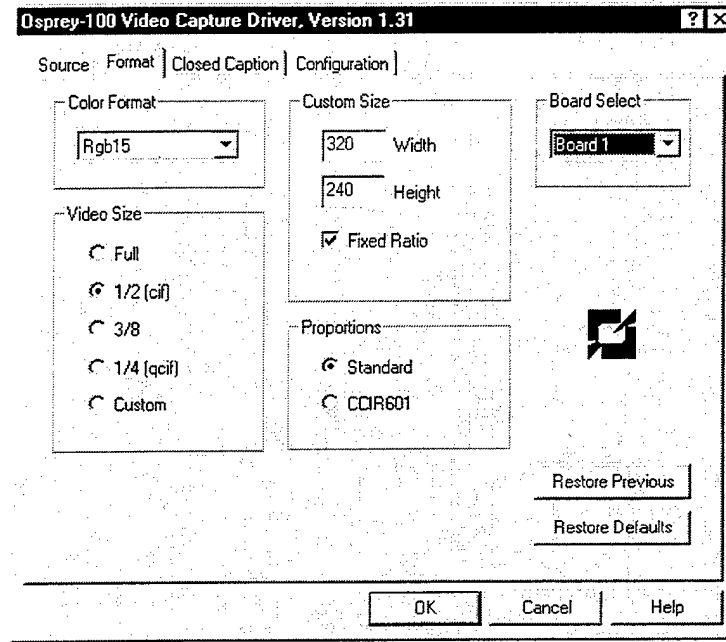 Osprey-100 Video Capture Driver, Version 1.31
Source Format Closed Caption Configuration
Color Format
Rgb15
Video Size
Full
1/2 (cif)
3/8
1/4 (qcif)
Custom
Custom Size
320 Width
240 Height
Fixed Ratio
Proportions
Standard
CCIR601
Board Select
Board 1
Restore Previous
Restore Defaults
OK Cancel Help